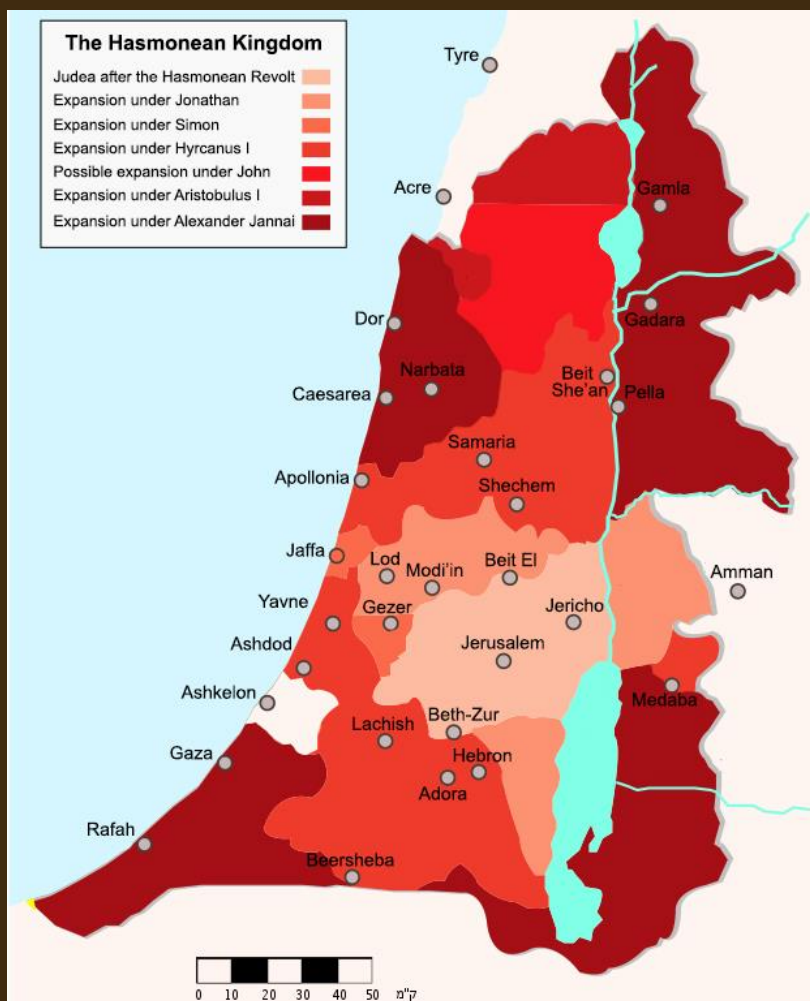 The Hasmonean Kingdom
Judea after the Hasmonean Revolt
Expansion under Jonathan
Expansion under Simon
Expansion under Hyrcanus I
Possible expansion under John
Expansion under Aristobulus I
Expansion under Alexander Jannai
Tyre
Acre
Gamla
Dor
Gadara
Narbata
Beit
She'an
Caesarea
Pella
Samaria
Apollonia
Shechem
Jaffa
Lod
Modi'in
Beit El
Amman
Yavne
Gezer
Jericho
Ashdod
Jerusalem
Ashkelon
Medaba
Lachish
Beth-Zur
Gaza
Hebron
Adora
Rafah
Beersheba
0 10 20 30 40 50 ק"מ